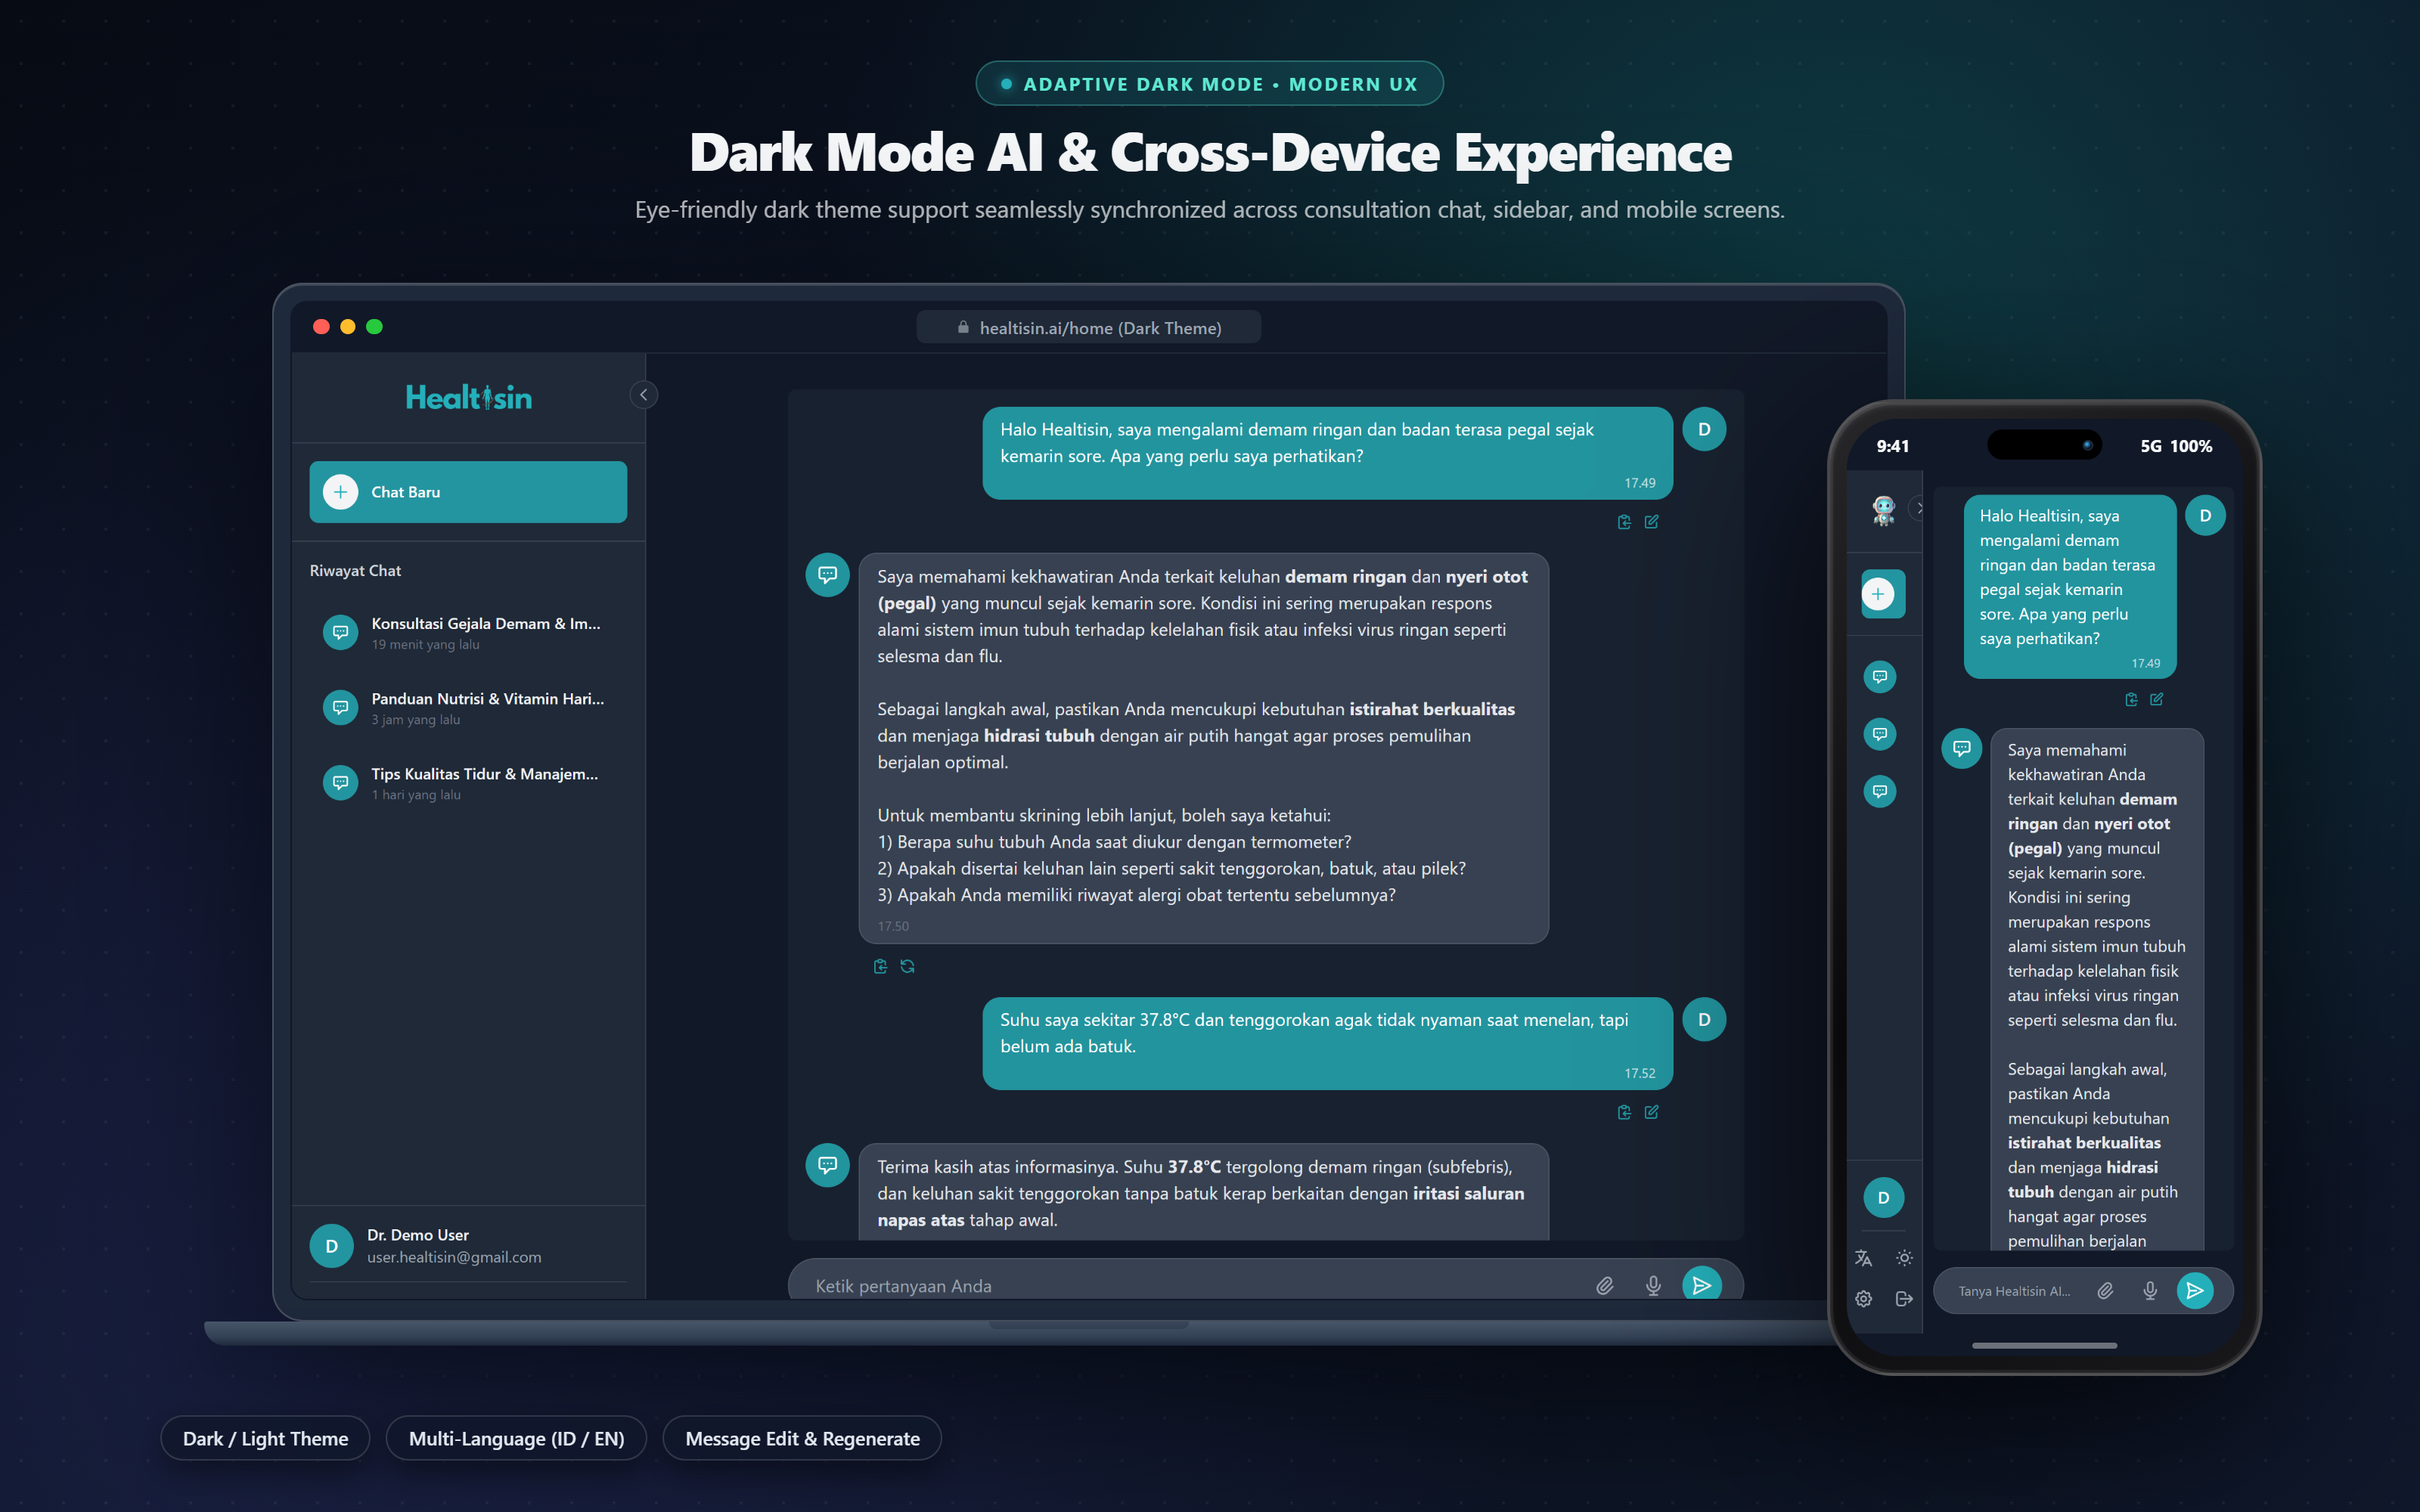 ADAPTIVE DARK MODE • MODERN UX
Dark Mode AI & Cross-Device Experience
Eye-friendly dark theme support seamlessly synchronized across consultation chat, sidebar, and mobile screens.
healtisin.ai/home (Dark Theme)
Healtisin
Chat Baru
Riwayat Chat
Konsultasi Gejala Demam & Im...
19 menit yang lalu
Panduan Nutrisi & Vitamin Hari...
3 jam yang lalu
Tips Kualitas Tidur & Manajem...
1 hari yang lalu
D
Dr. Demo User
user.healtisin@gmail.com
Halo Healtisin, saya mengalami demam ringan dan badan terasa pegal sejak
kemarin sore. Apa yang perlu saya perhatikan?
17.49
D
Saya memahami kekhawatiran Anda terkait keluhan demam ringan dan nyeri otot
(pegal) yang muncul sejak kemarin sore. Kondisi ini sering merupakan respons
alami sistem imun tubuh terhadap kelelahan fisik atau infeksi virus ringan seperti
selesma dan flu.
Sebagai langkah awal, pastikan Anda mencukupi kebutuhan istirahat berkualitas
dan menjaga hidrasi tubuh dengan air putih hangat agar proses pemulihan
berjalan optimal.
Untuk membantu skrining lebih lanjut, boleh saya ketahui:
1) Berapa suhu tubuh Anda saat diukur dengan termometer?
2) Apakah disertai keluhan lain seperti sakit tenggorokan, batuk, atau pilek?
3) Apakah Anda memiliki riwayat alergi obat tertentu sebelumnya?
17.50
Suhu saya sekitar 37.8°C dan tenggorokan agak tidak nyaman saat menelan, tapi
belum ada batuk.
17.52
D
Terima kasih atas informasinya. Suhu 37.8°C tergolong demam ringan (subfebris),
dan keluhan sakit tenggorokan tanpa batuk kerap berkaitan dengan iritasi saluran
napas atas tahap awal.
Ketik pertanyaan Anda
9:41
5G 100%
Halo Healtisin, saya
mengalami demam
ringan dan badan terasa
pegal sejak kemarin
sore. Apa yang perlu
saya perhatikan?
17.49
D
Saya memahami
kekhawatiran Anda
terkait keluhan demam
ringan dan nyeri otot
(pegal) yang muncul
sejak kemarin sore.
Kondisi ini sering
merupakan respons
alami sistem imun tubuh
terhadap kelelahan fisik
atau infeksi virus ringan
seperti selesma dan flu.
Sebagai langkah awal,
pastikan Anda
mencukupi kebutuhan
istirahat berkualitas
dan menjaga hidrasi
tubuh dengan air putih
hangat agar proses
pemulihan berjalan
D
Tanya Healtisin AI...
Dark / Light Theme
Multi-Language (ID / EN)
Message Edit & Regenerate